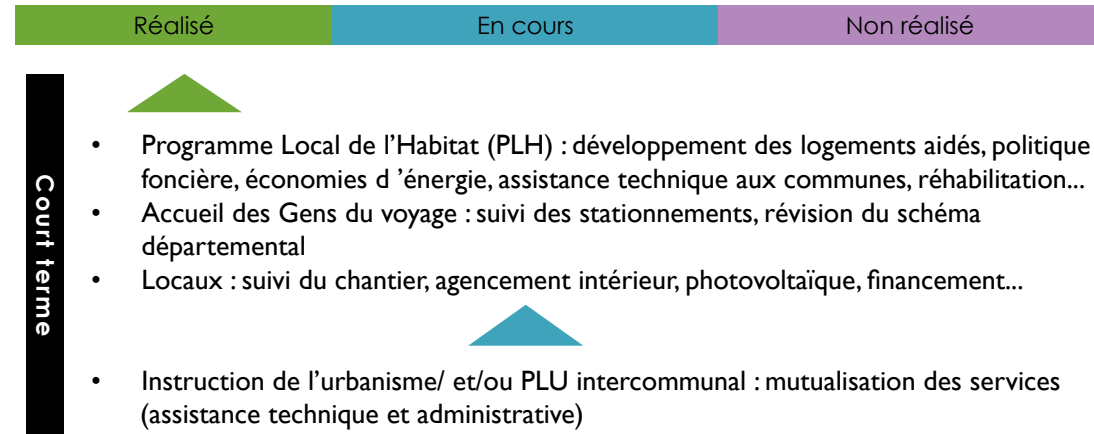 Réalisé En cours Non réalisé
Court terme
• Programme Local de l’Habitat (PLH) : développement des logements aidés, politique
foncière, économies d ’énergie, assistance technique aux communes, réhabilitation...
• Accueil des Gens du voyage : suivi des stationnements, révision du schéma
départemental
• Locaux : suivi du chantier, agencement intérieur, photovoltaïque, financement...
• Instruction de l’urbanisme/ et/ou PLU intercommunal : mutualisation des services
(assistance technique et administrative)